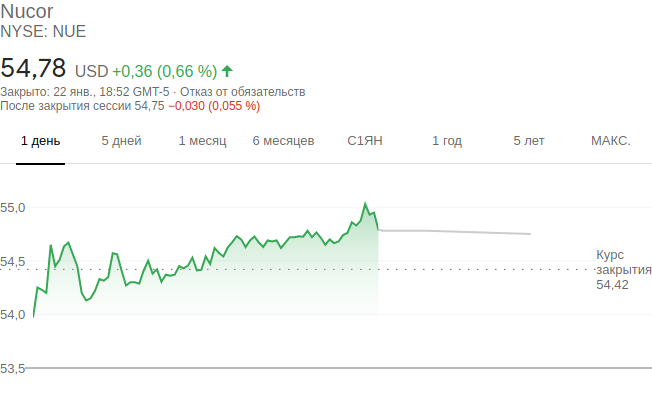 Nucor
NYSE: NUE
54,78 USD +0,36 (0,66 %)
Закрыто: 22 янв., 18:52 GMT-5 · Отказ от обязательств
После закрытия сессии 54,75 −0,030 (0,055 %)
1 день 5 дней 1 месяц 6 месяцев С1ЯН 1 год 5 лет МАКС.
55,0
54,5
54,0
53,5
Курс
закрытия
54,42